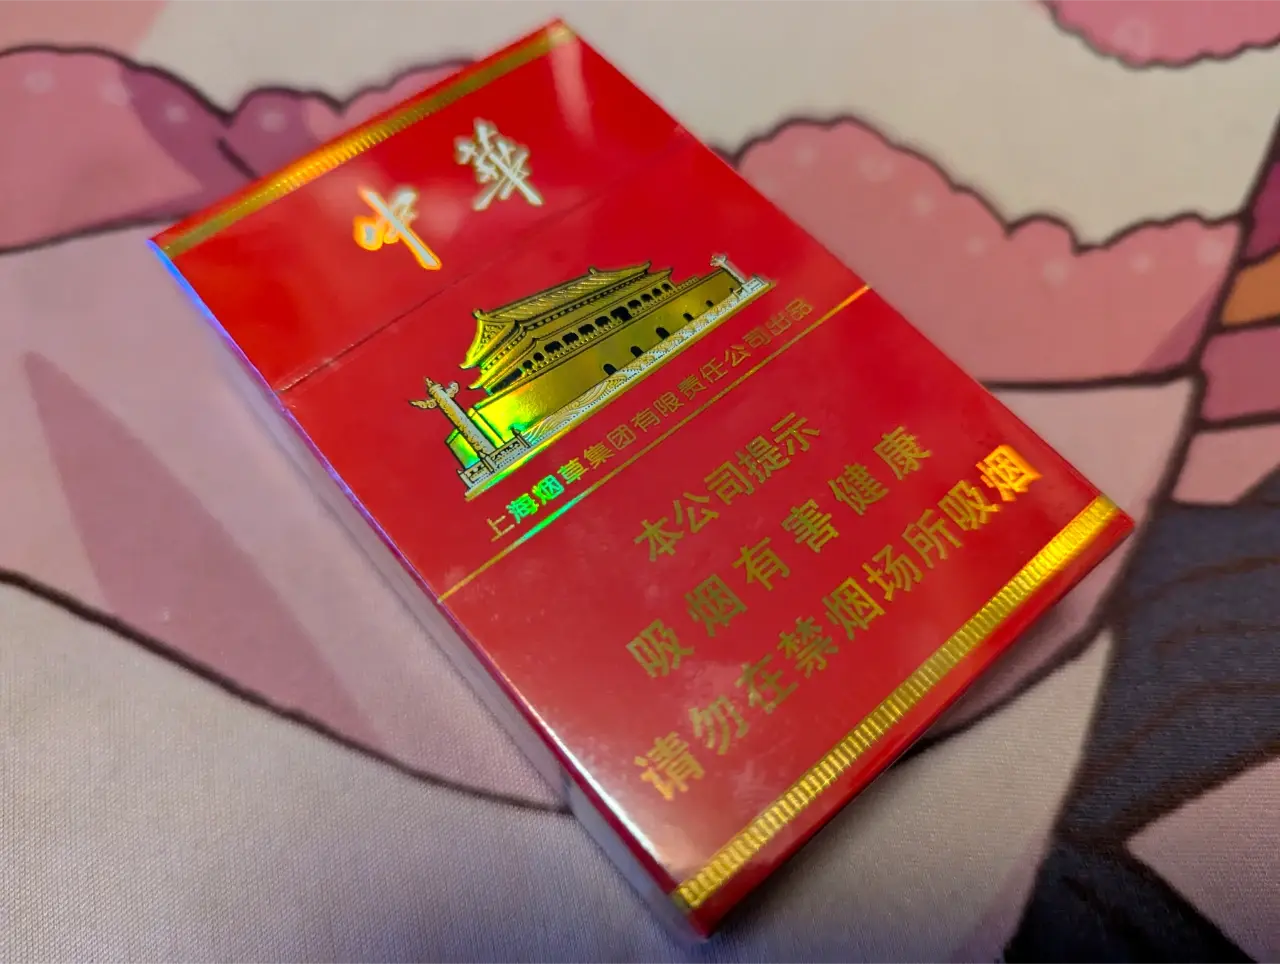 中华
上海烟草集团有限责任公司出品
本公司提示
吸烟有害健康
请勿在禁烟场所吸烟